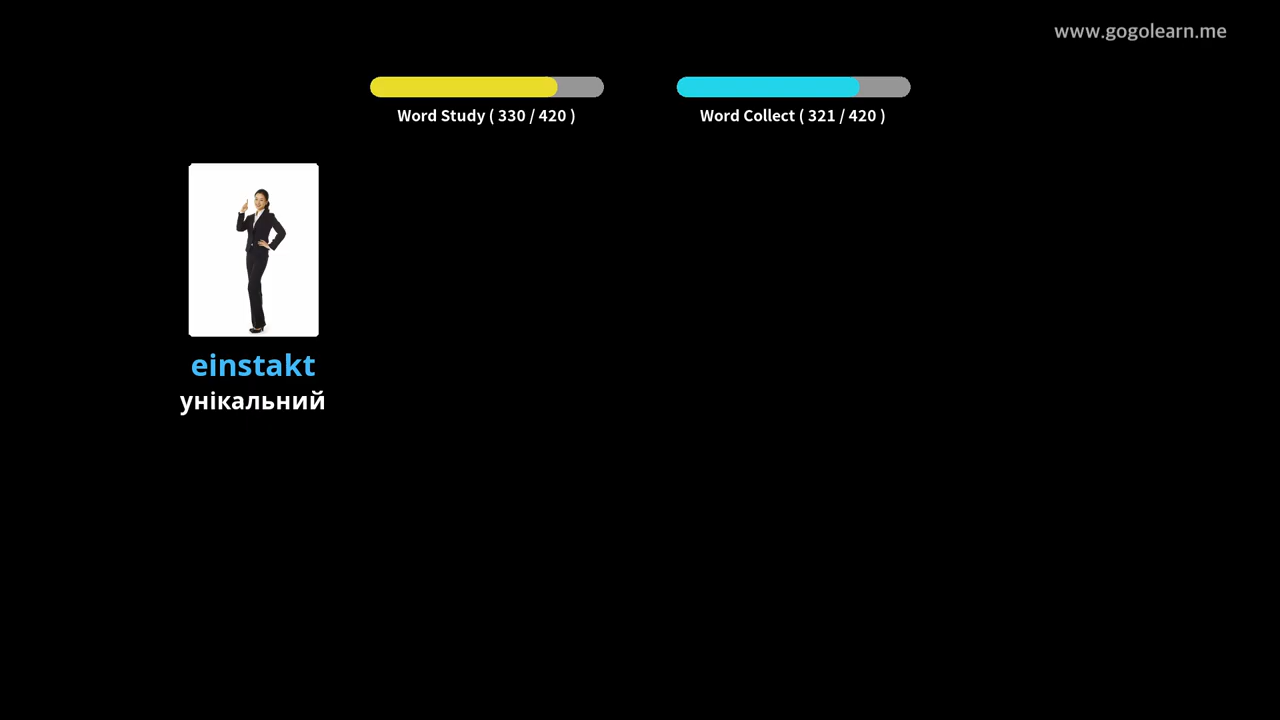 www.gogolearn.me
Word Study ( 330 / 420 )
Word Collect ( 321 / 420 )
einstakt
унікальний